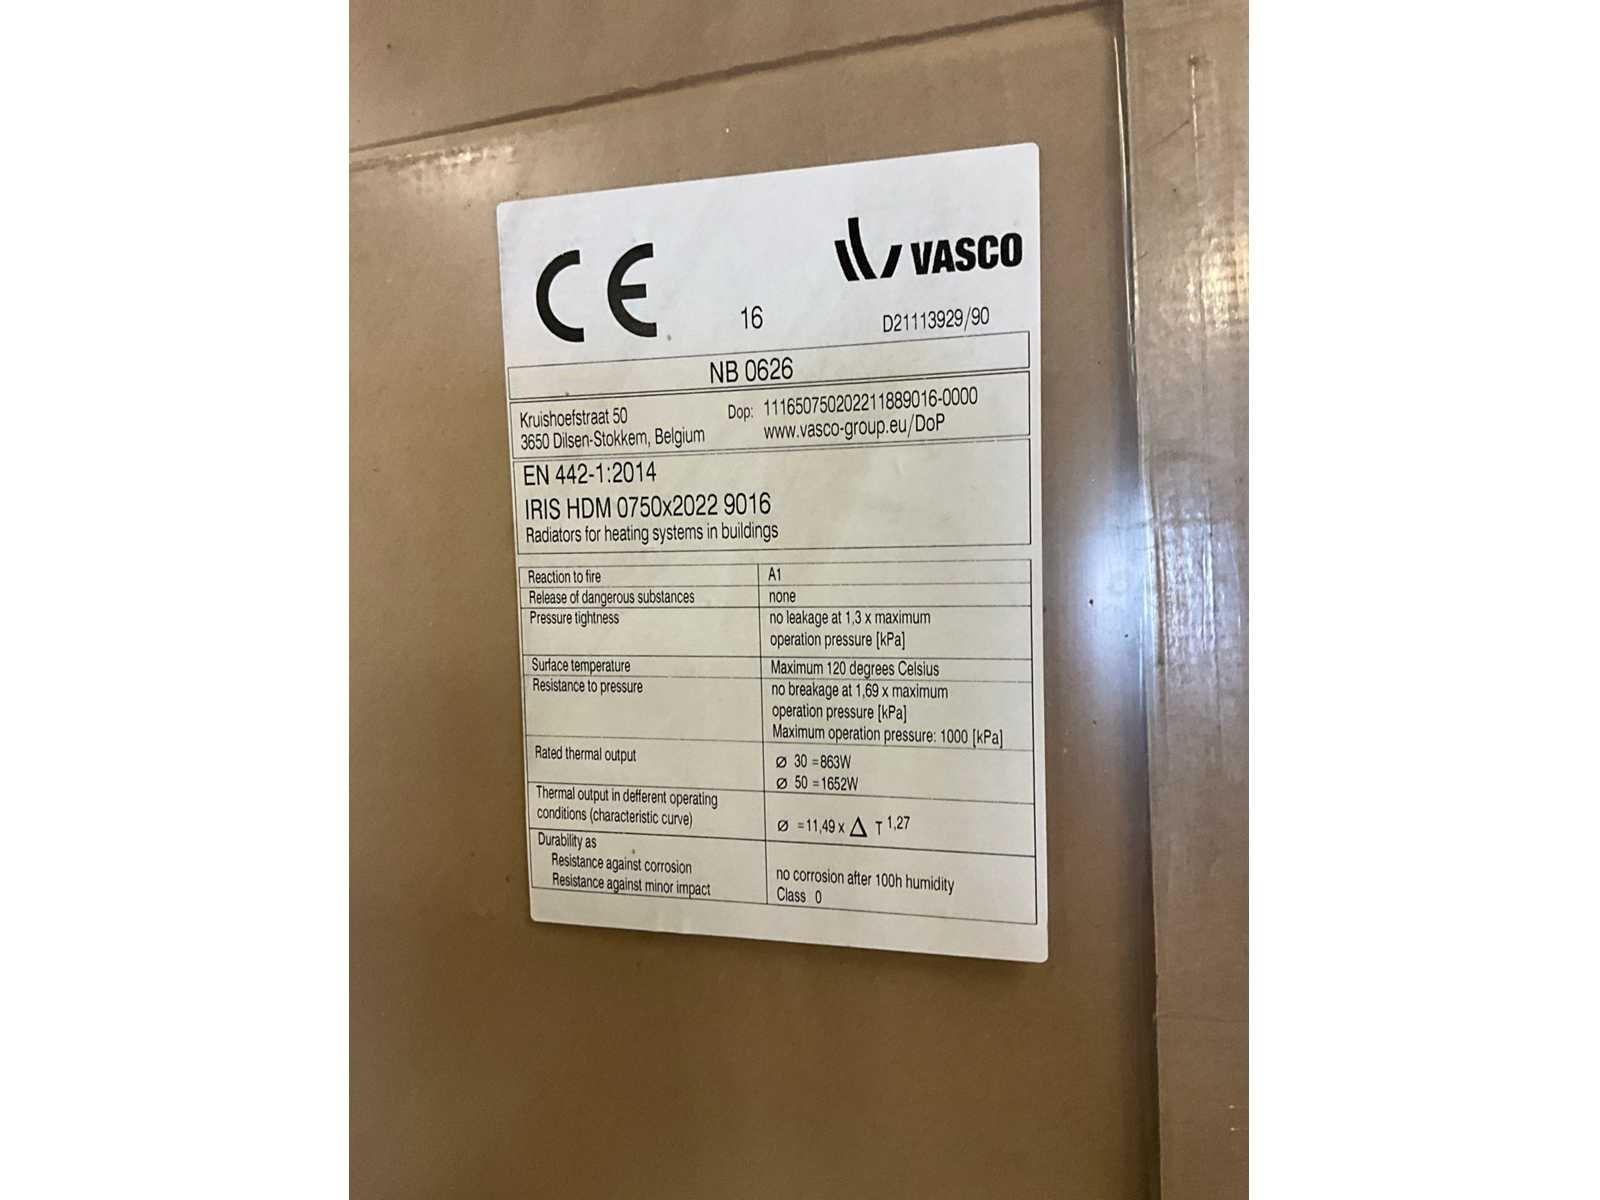 CE
VASCO
16
D21113929/90
NB 0626
Kruishoefstraat 50
3650 Dilsen-Stokkem, Belgium
Dop: 111650750202211889016-0000
www.vasco-group.eu/DoP
EN 442-1:2014
IRIS HDM 0750x2022 9016
Radiators for heating systems in buildings
Reaction to fire A1
Release of dangerous substances none
Pressure tightness no leakage at 1,3 x maximum
operation pressure [kPa]
Surface temperature Maximum 120 degrees Celsius
Resistance to pressure no breakage at 1,69 x maximum
operation pressure [kPa]
Maximum operation pressure: 1000 [kPa]
Rated thermal output ø 30 =863W
ø 50 =1652W
Thermal output in defferent operating
conditions (characteristic curve) ø =11,49 x Δ T 1,27
Durability as
Resistance against corrosion no corrosion after 100h humidity
Resistance against minor impact Class 0